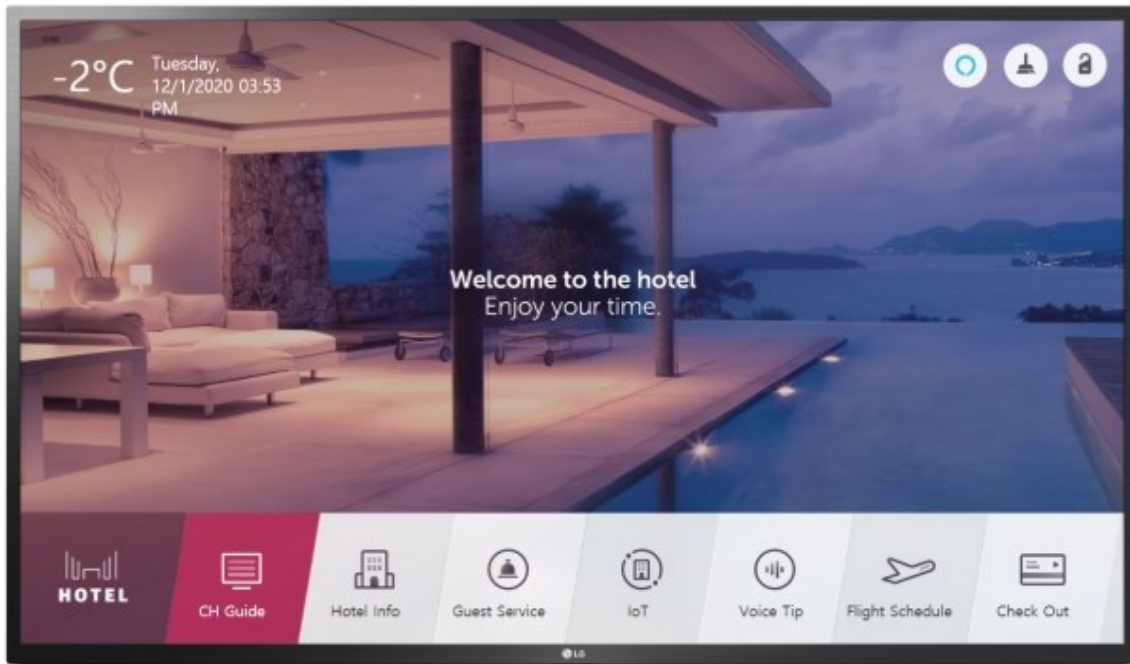 -2°C
Tuesday,
12/1/2020 03:53
PM
Welcome to the hotel
Enjoy your time.
HOTEL
CH Guide
Hotel Info
Guest Service
IoT
Voice Tip
Flight Schedule
Check Out
LG